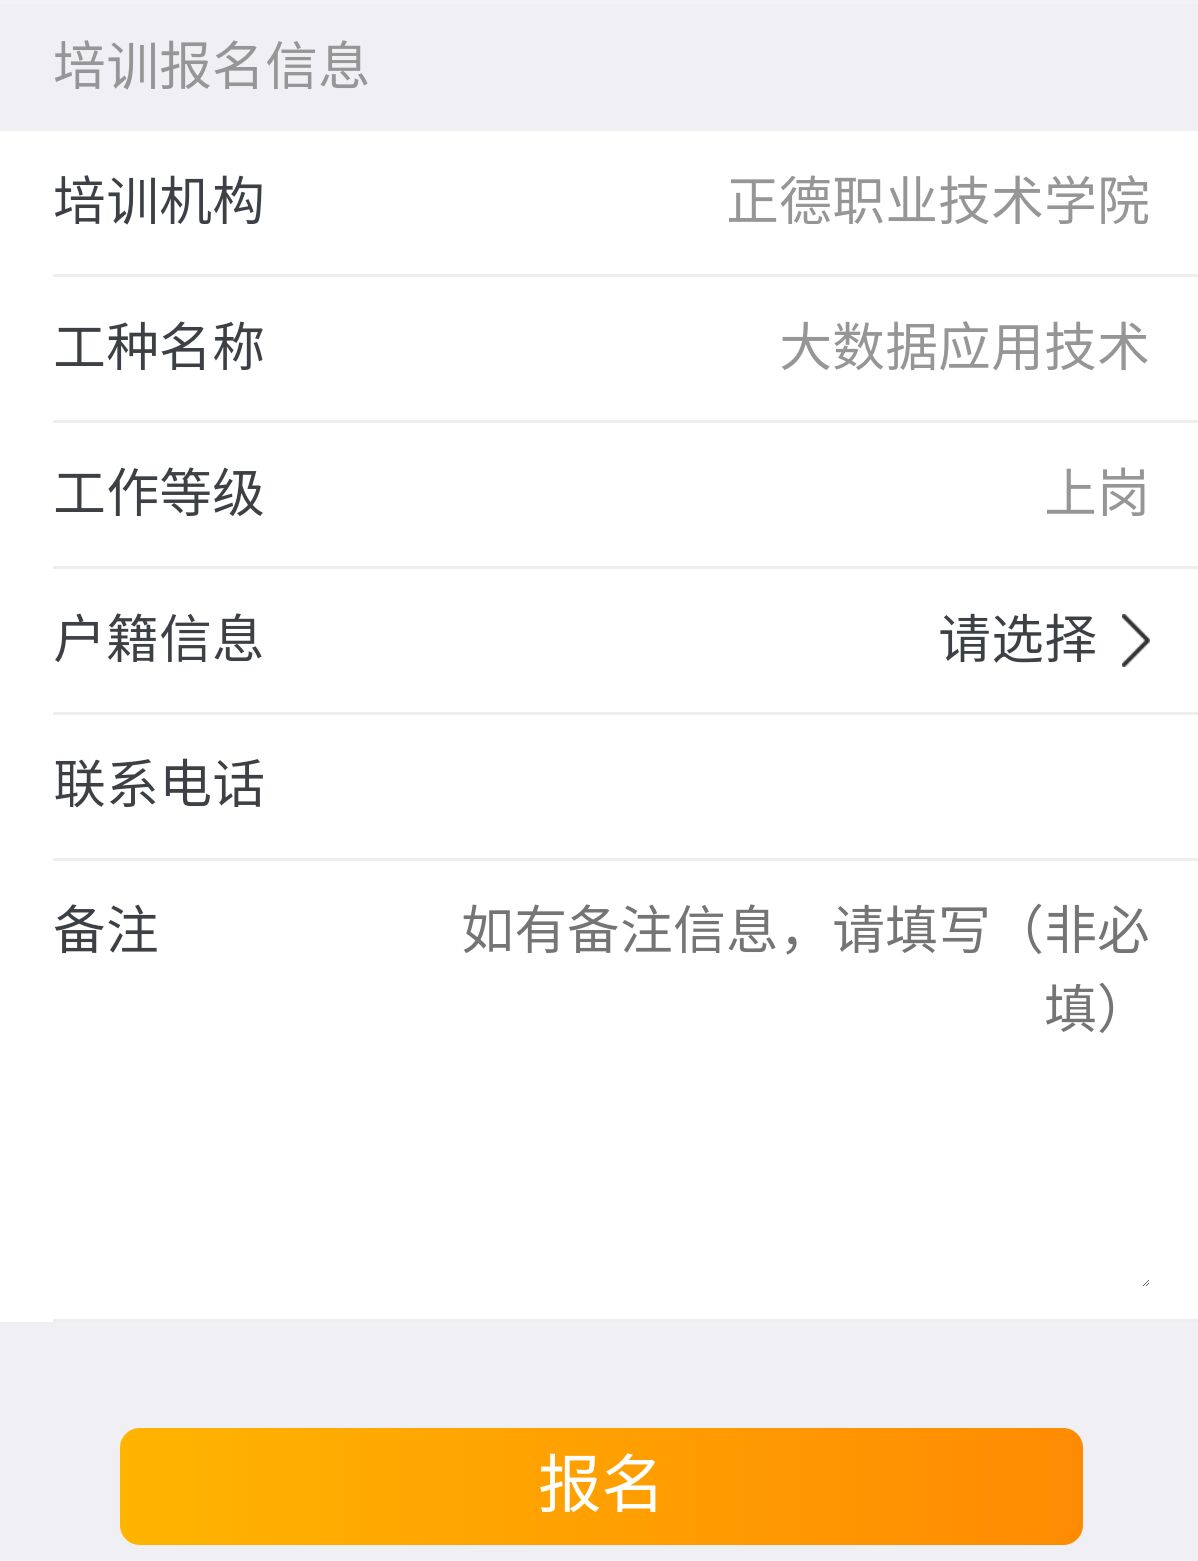 培训报名信息
培训机构 正德职业技术学院
工种名称 大数据应用技术
工作等级 上岗
户籍信息 请选择
联系电话
备注 如有备注信息，请填写（非必
填）
报名